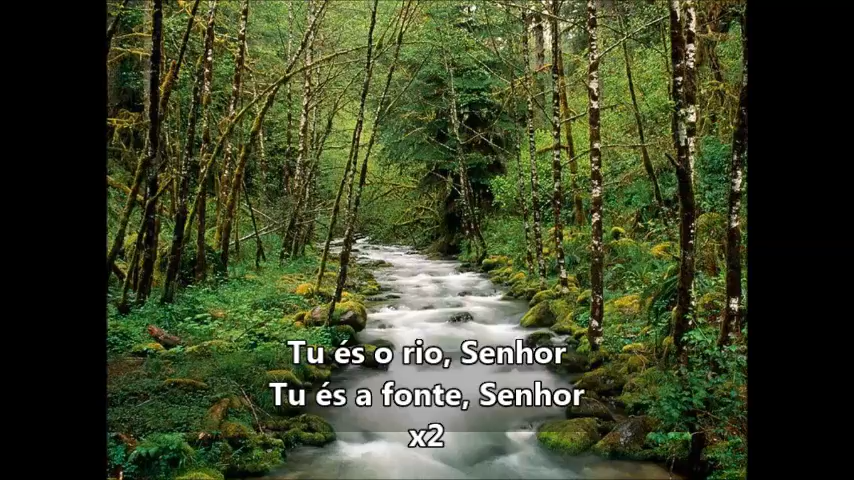 Tu és o rio, Senhor
Tu és a fonte, Senhor
x2